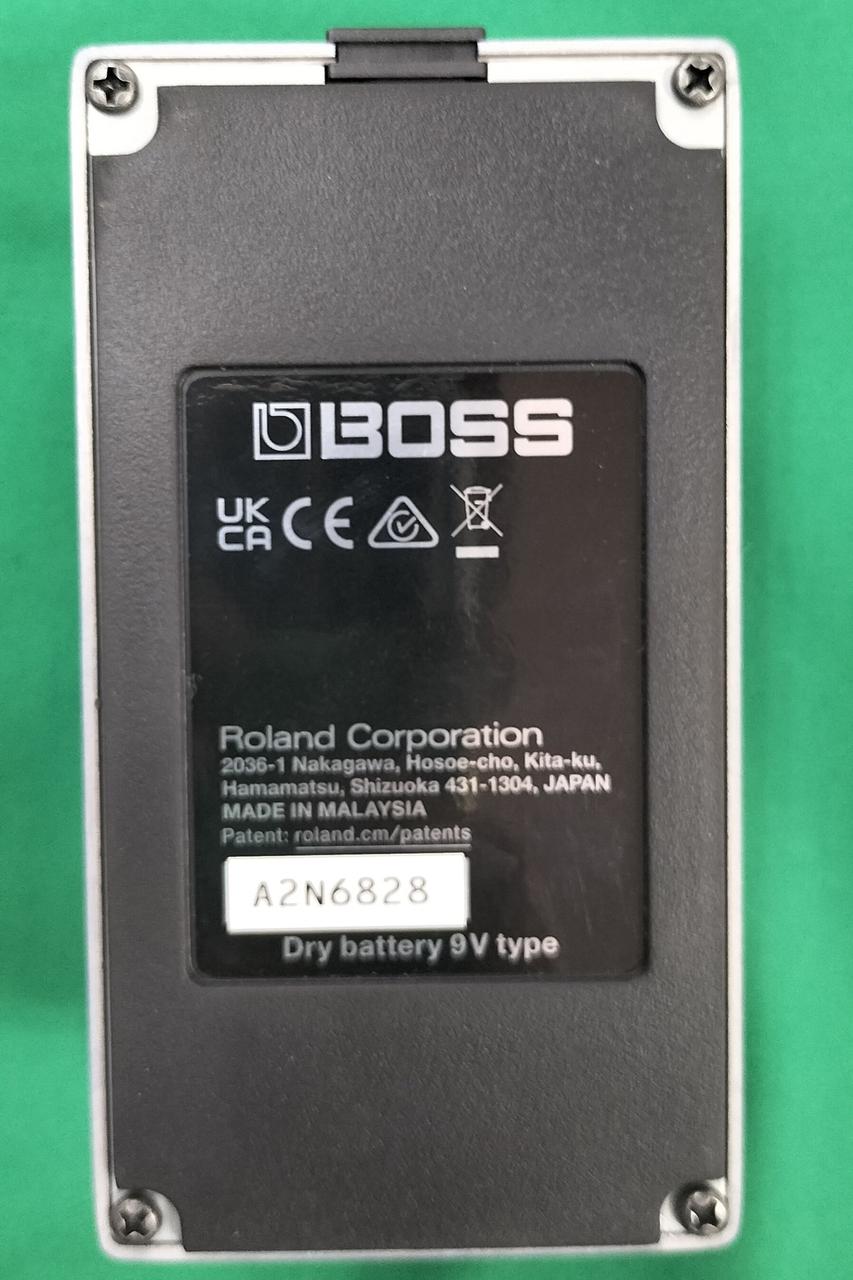 BOSS
UK
CA CE
Roland Corporation
2036-1 Nakagawa, Hosoe-cho, Kita-ku,
Hamamatsu, Shizuoka 431-1304, JAPAN
MADE IN MALAYSIA
Patent: roland.cm/patents
A2N6828
Dry battery 9V type